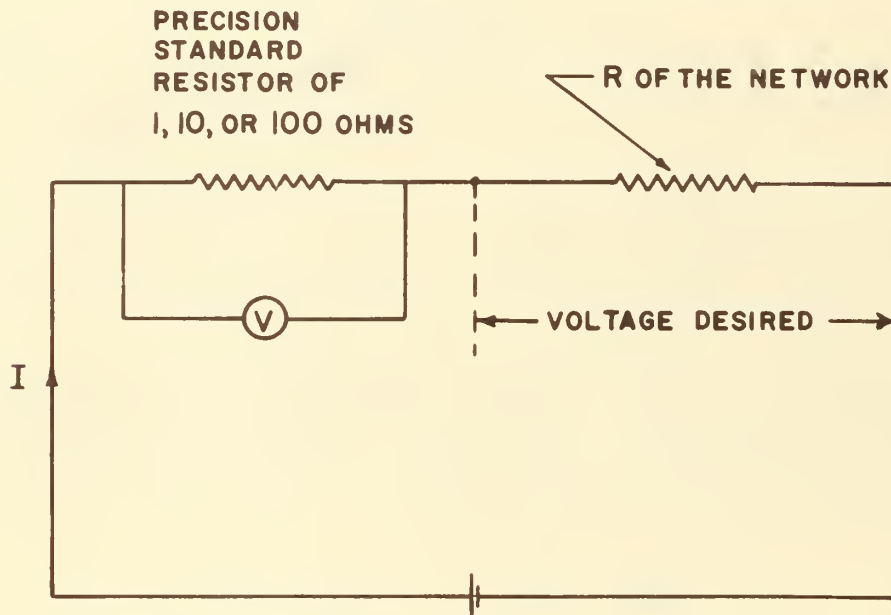 PRECISION
STANDARD
RESISTOR OF
1, 10, OR 100 OHMS
R OF THE NETWORK
V
VOLTAGE DESIRED
I